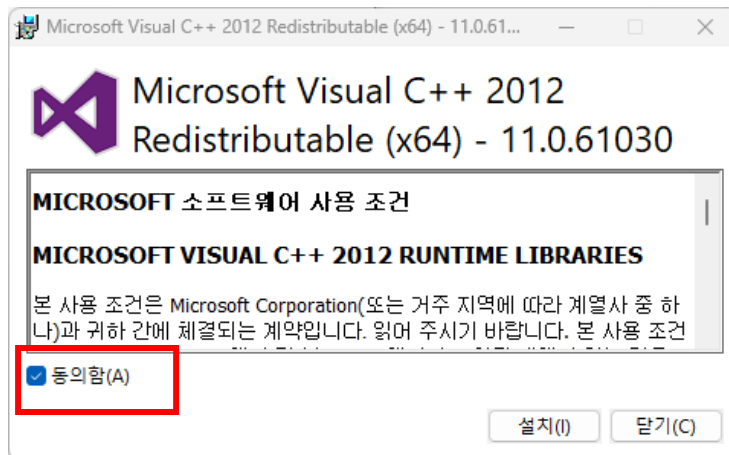 Microsoft Visual C++ 2012 Redistributable (x64) - 11.0.61...
Microsoft Visual C++ 2012
Redistributable (x64) - 11.0.61030
MICROSOFT 소프트웨어 사용 조건
MICROSOFT VISUAL C++ 2012 RUNTIME LIBRARIES
본 사용 조건은 Microsoft Corporation(또는 거주 지역에 따라 계열사 중 하
나)과 귀하 간에 체결되는 계약입니다. 읽어 주시기 바랍니다. 본 사용 조건
동의함(A)
설치(I) 닫기(C)